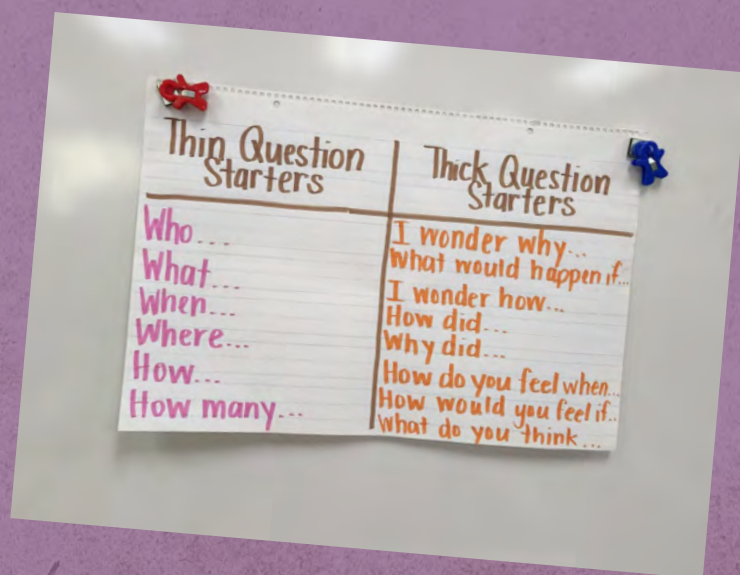 Thin Question
Starters
Who...
What...
When...
Where...
How...
How many...
Thick Question
Starters
I wonder why...
What would happen if...
I wonder how...
How did...
Why did...
How do you feel when...
How would you feel if...
What do you think...